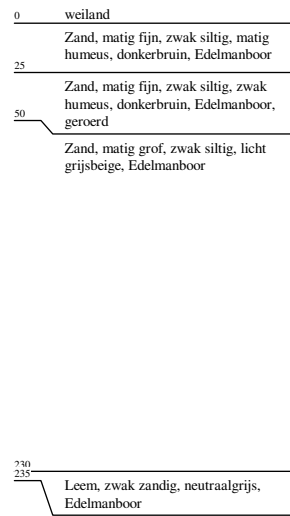 0 weiland
Zand, matig fijn, zwak siltig, matig
humeus, donkerbruin, Edelmanboor
25
Zand, matig fijn, zwak siltig, zwak
humeus, donkerbruin, Edelmanboor,
geroerd
50
Zand, matig grof, zwak siltig, licht
grijsbeige, Edelmanboor
230
235
Leem, zwak zandig, neutraalgrijs,
Edelmanboor